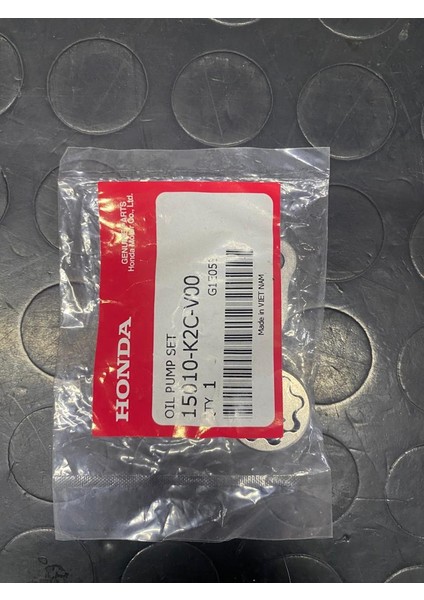 HONDA
GENUINE PARTS
Honda Motor Co., Ltd.
OIL PUMP SET
15010-K2C-V00
QTY 1
Made in VIET NAM